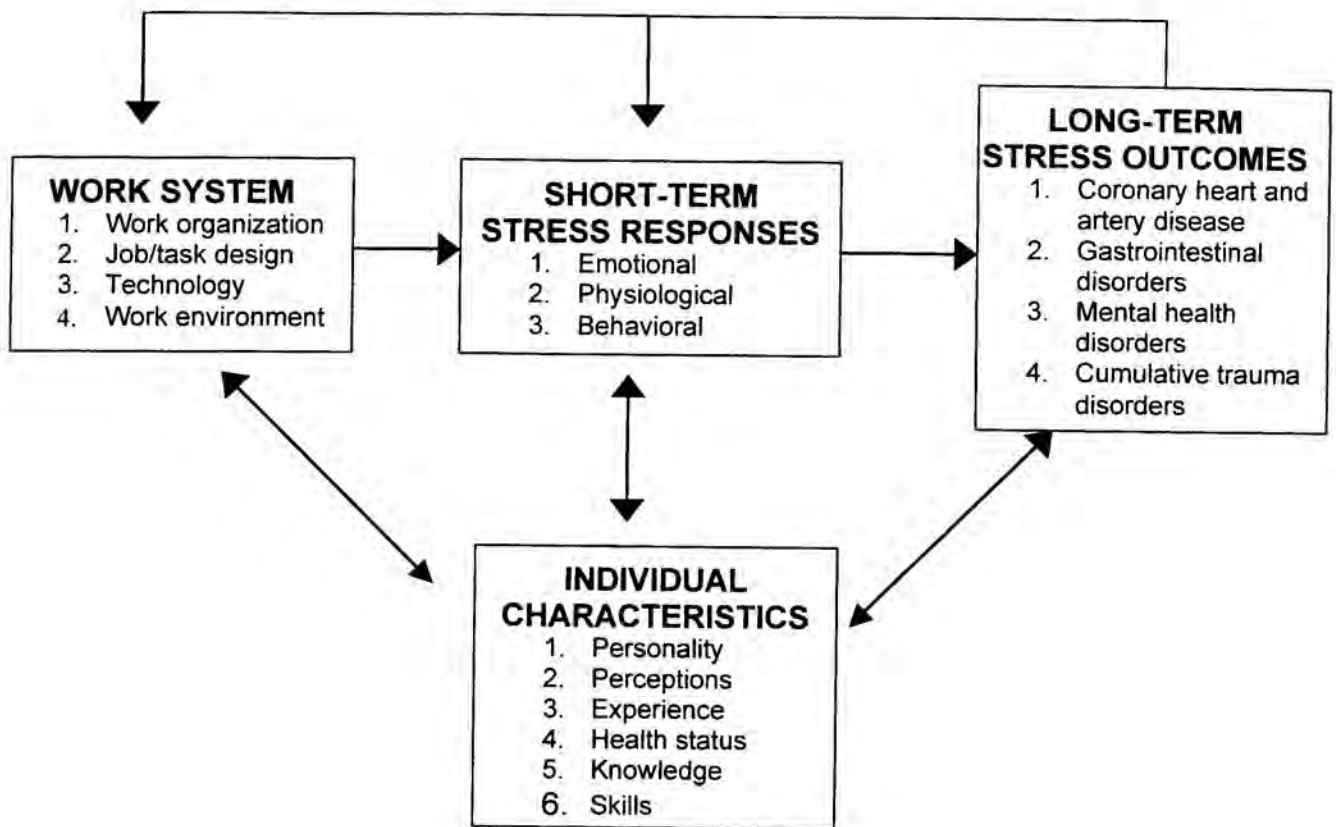 WORK SYSTEM
1. Work organization
2. Job/task design
3. Technology
4. Work environment
SHORT-TERM
STRESS RESPONSES
1. Emotional
2. Physiological
3. Behavioral
LONG-TERM
STRESS OUTCOMES
1. Coronary heart and
artery disease
2. Gastrointestinal
disorders
3. Mental health
disorders
4. Cumulative trauma
disorders
INDIVIDUAL
CHARACTERISTICS
1. Personality
2. Perceptions
3. Experience
4. Health status
5. Knowledge
6. Skills